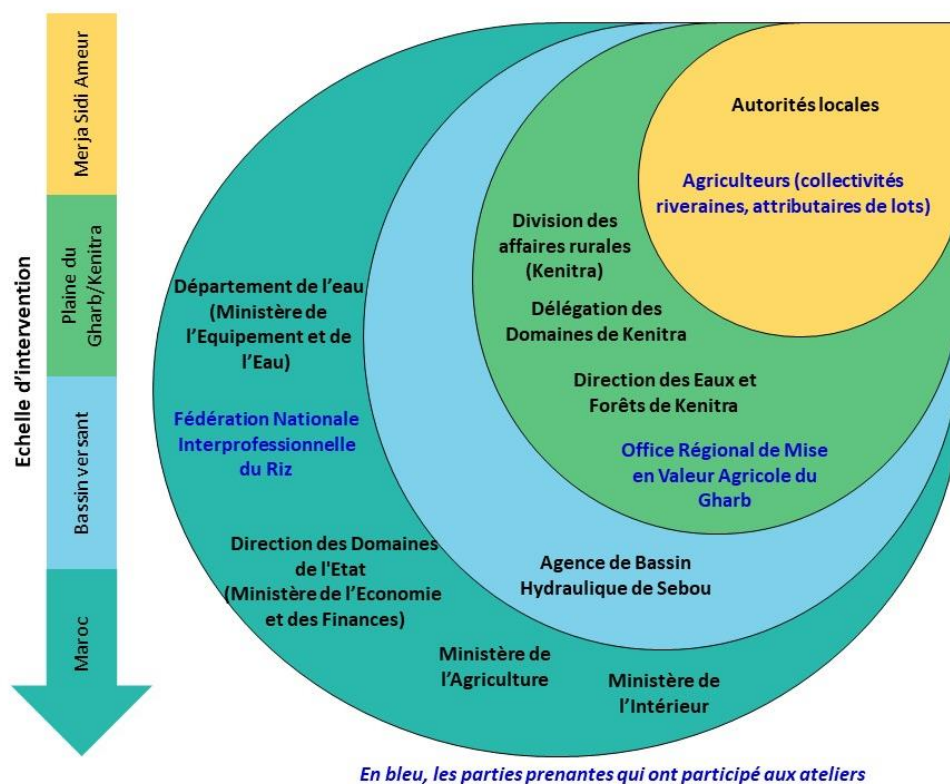 Echelle d'intervention
Merja Sidi Ameur
Plaine du
Gharb/Kenitra
Bassin versant
Maroc
Autorités locales
Agriculteurs (collectivités
riveraines, attributaires de lots)
Division des
affaires rurales
(Kenitra)
Délégation des
Domaines de Kenitra
Direction des Eaux et
Forêts de Kenitra
Office Régional de Mise
en Valeur Agricole du
Gharb
Agence de Bassin
Hydraulique de Sebou
Département de l'eau
(Ministère de
l'Equipement et de
l'Eau)
Fédération Nationale
Interprofessionnelle
du Riz
Direction des Domaines
de l'Etat
(Ministère de l'Economie
et des Finances)
Ministère de
l'Agriculture
Ministère de
l'Intérieur
En bleu, les parties prenantes qui ont participé aux ateliers